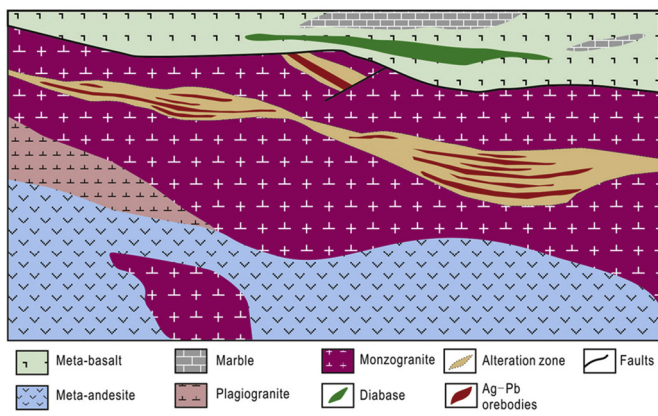 Meta-basalt
Marble
Monzogranite
Alteration zone
Faults
Meta-andesite
Plagiogranite
Diabase
Ag−Pb
orebodies